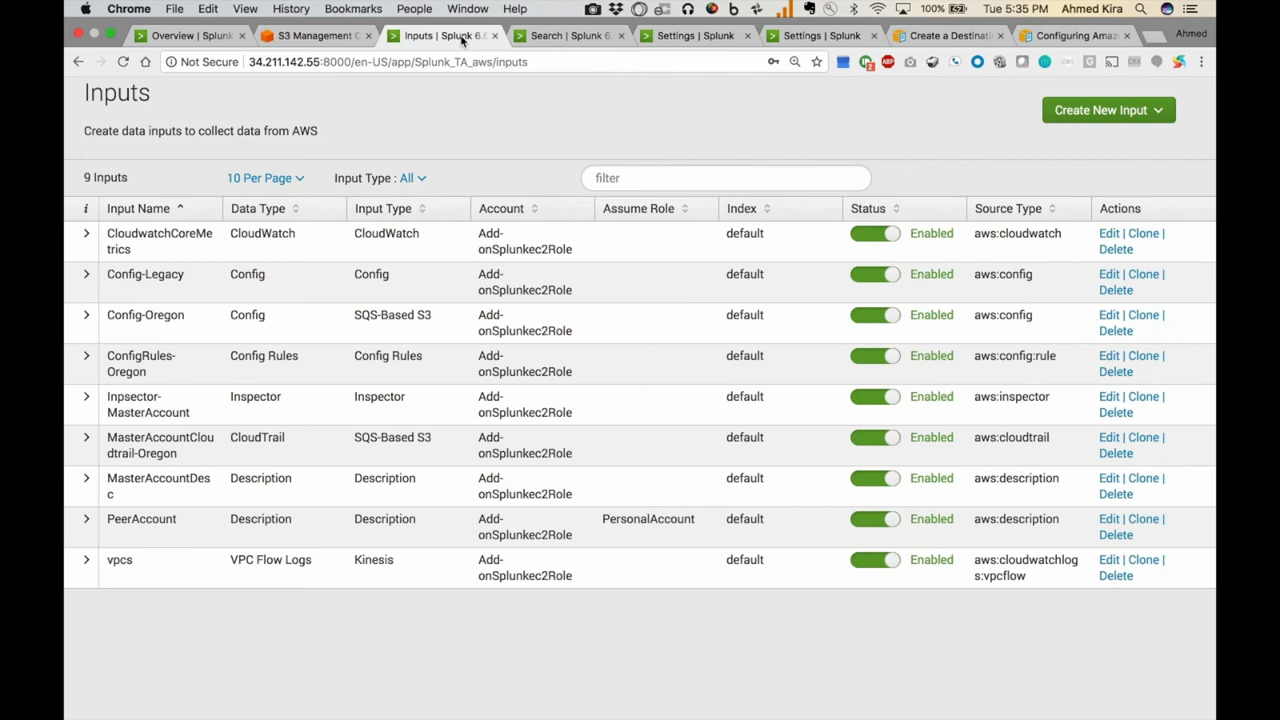 Chrome File Edit View History Bookmarks People Window Help 100% Tue 5:35 PM Ahmed Kira
Overview | Splunk S3 Management C Inputs | Splunk 6.6 Search | Splunk 6. Settings | Splunk Settings | Splunk Create a Destinati Configuring Amaz Ahmed
Not Secure 34.211.142.55:8000/en-US/app/Splunk_TA_aws/inputs
Inputs
Create New Input
Create data inputs to collect data from AWS
9 Inputs 10 Per Page Input Type : All filter
i Input Name Data Type Input Type Account Assume Role Index Status Source Type Actions
CloudwatchCoreMe CloudWatch CloudWatch Add- default Enabled aws:cloudwatch Edit | Clone |
trics onSplunkec2Role Delete
Config-Legacy Config Config Add- default Enabled aws:config Edit | Clone |
onSplunkec2Role Delete
Config-Oregon Config SQS-Based S3 Add- default Enabled aws:config Edit | Clone |
onSplunkec2Role Delete
ConfigRules- Config Rules Config Rules Add- default Enabled aws:config:rule Edit | Clone |
Oregon onSplunkec2Role Delete
Inpsector- Inspector Inspector Add- default Enabled aws:inspector Edit | Clone |
MasterAccount onSplunkec2Role Delete
MasterAccountClou CloudTrail SQS-Based S3 Add- default Enabled aws:cloudtrail Edit | Clone |
dtrail-Oregon onSplunkec2Role Delete
MasterAccountDes Description Description Add- default Enabled aws:description Edit | Clone |
c onSplunkec2Role Delete
PeerAccount Description Description Add- PersonalAccount default Enabled aws:description Edit | Clone |
onSplunkec2Role Delete
vpcs VPC Flow Logs Kinesis Add- default Enabled aws:cloudwatchlog Edit | Clone |
onSplunkec2Role s:vpcflow Delete